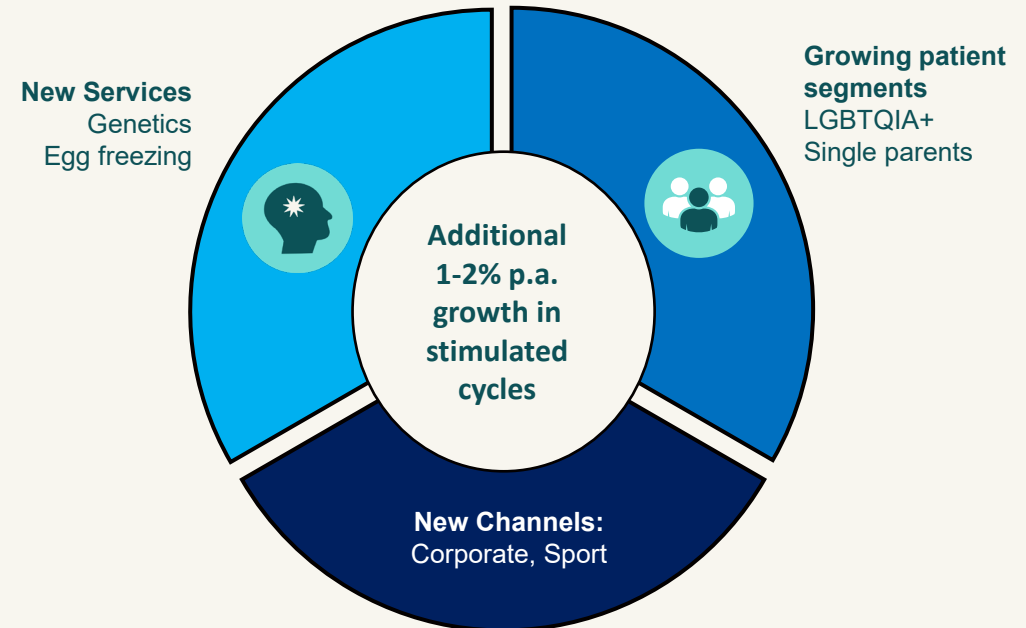 New Services
Genetics
Egg freezing
Growing patient
segments
LGBTQIA+
Single parents
Additional
1-2% p.a.
growth in
stimulated
cycles
New Channels:
Corporate, Sport